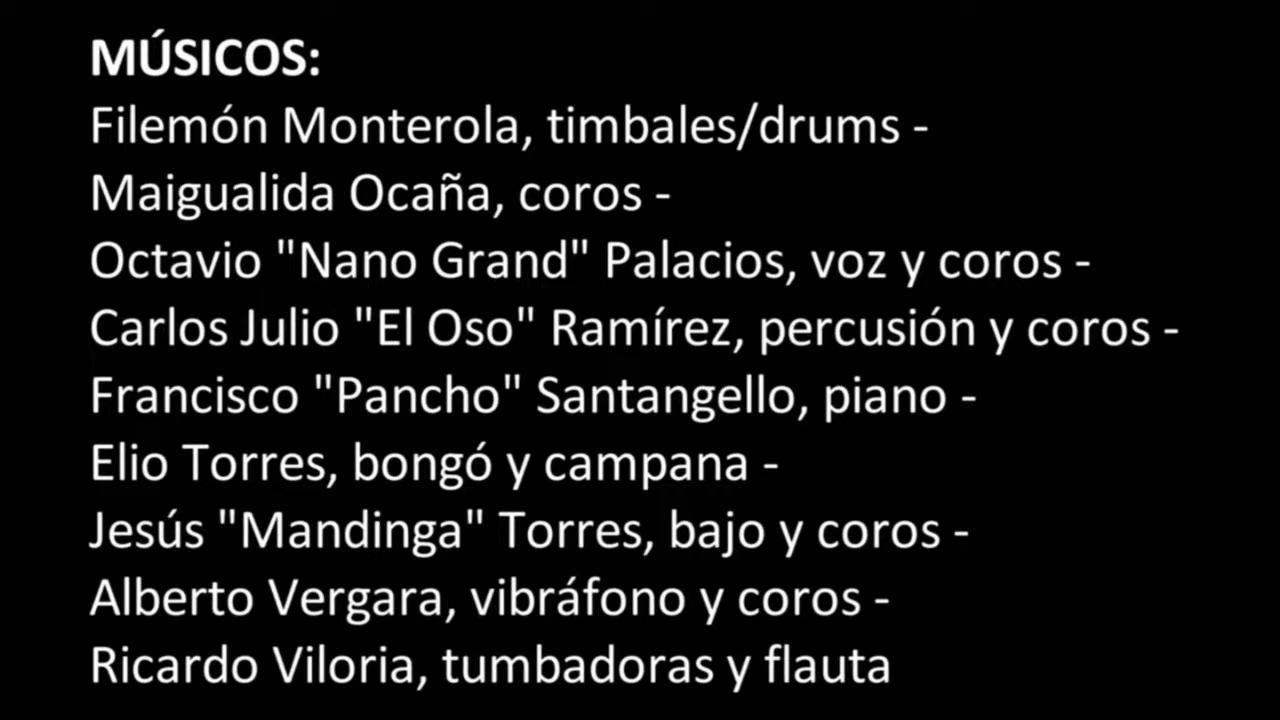 MÚSICOS:
Filemón Monterola, timbales/drums -
Maigualida Ocaña, coros -
Octavio "Nano Grand" Palacios, voz y coros -
Carlos Julio "El Oso" Ramírez, percusión y coros -
Francisco "Pancho" Santangello, piano -
Elio Torres, bongó y campana -
Jesús "Mandinga" Torres, bajo y coros -
Alberto Vergara, vibráfono y coros -
Ricardo Viloria, tumbadoras y flauta